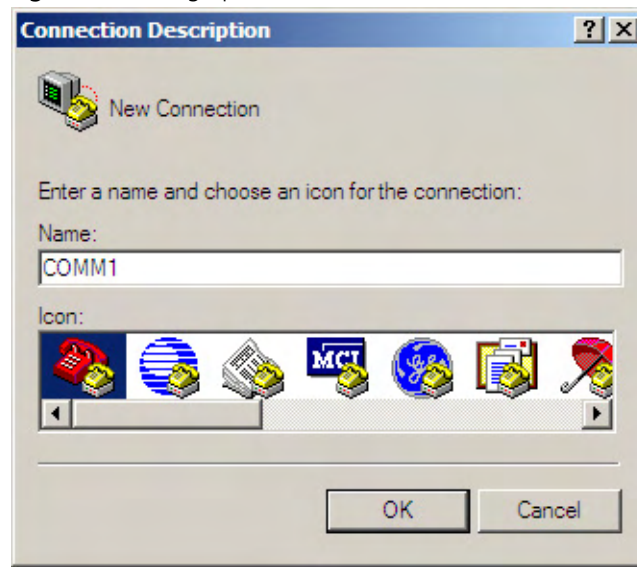 Connection Description
New Connection
Enter a name and choose an icon for the connection:
Name:
COMM1
Icon:
MCI
OK
Cancel